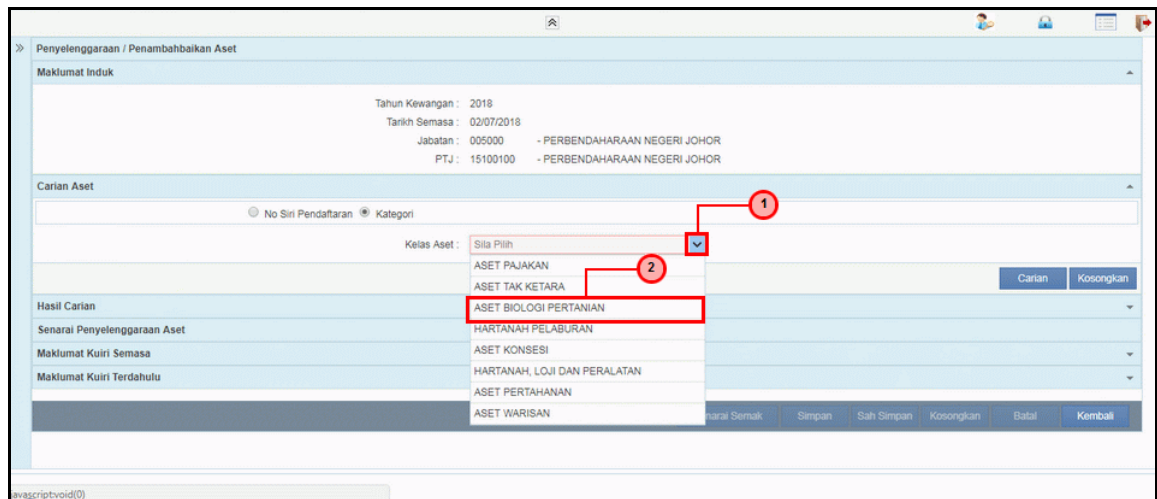 Penyelenggaraan / Penambahbaikan Aset
Maklumat Induk
Tahun Kewangan : 2018
Tarikh Semasa : 02/07/2018
Jabatan : 005000 - PERBENDAHARAAN NEGERI JOHOR
PTJ : 15100100 - PERBENDAHARAAN NEGERI JOHOR
Carian Aset
No Siri Pendaftaran Kategori
1
Kelas Aset : Sila Pilih
ASET PAJAKAN
2
ASET TAK KETARA
Carian Kosongkan
ASET BIOLOGI PERTANIAN
HARTANAH PELABURAN
ASET KONSESI
HARTANAH, LOJI DAN PERALATAN
ASET PERTAHANAN
ASET WARISAN
Hasil Carian
Senarai Penyelenggaraan Aset
Maklumat Kuiri Semasa
Maklumat Kuiri Terdahulu
Semak Simpan Sah Simpan Kosongkan Batal Kembali
avascript:void(0)